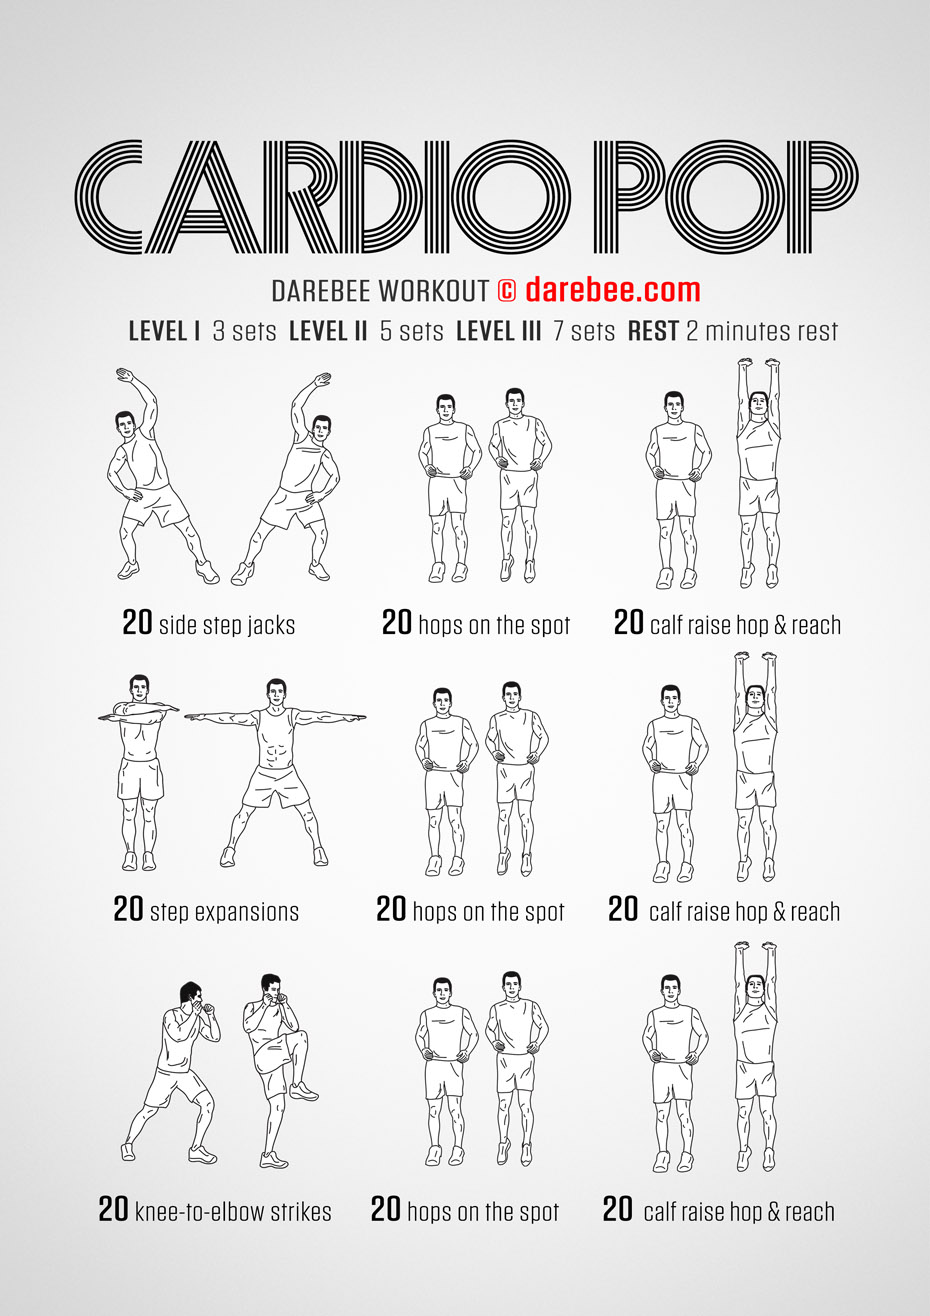 CARDIO POP
DAREBEE WORKOUT © darebee.com
LEVEL I 3 sets LEVEL II 5 sets LEVEL III 7 sets REST 2 minutes rest
20 side step jacks
20 hops on the spot
20 calf raise hop & reach
20 step expansions
20 hops on the spot
20 calf raise hop & reach
20 knee-to-elbow strikes
20 hops on the spot
20 calf raise hop & reach